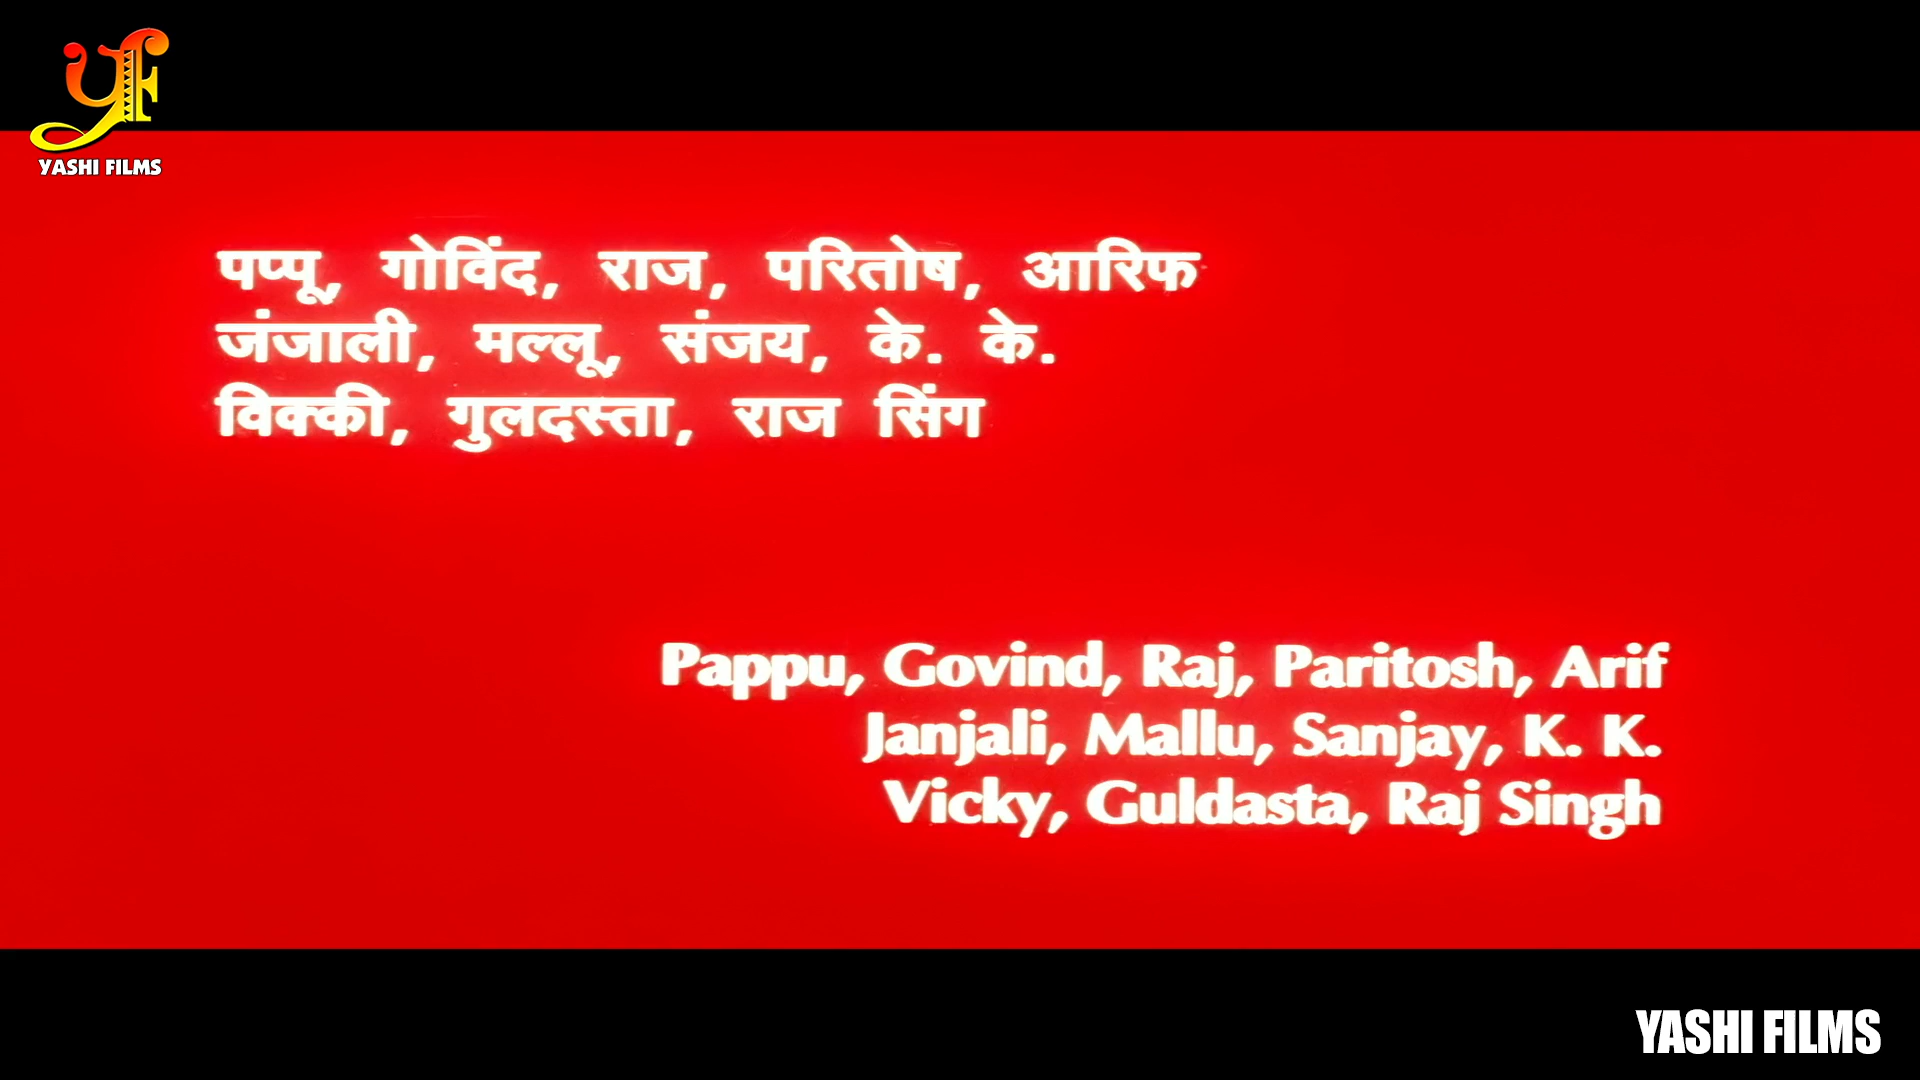 YASHI FILMS
पप्पू, गोविंद, राज, परितोष, आरिफ
जंजाली, मल्लू, संजय, के. के.
विक्की, गुलदस्ता, राज सिंग
Pappu, Govind, Raj, Paritosh, Arif
Janjali, Mallu, Sanjay, K. K.
Vicky, Guldasta, Raj Singh
YASHI FILMS